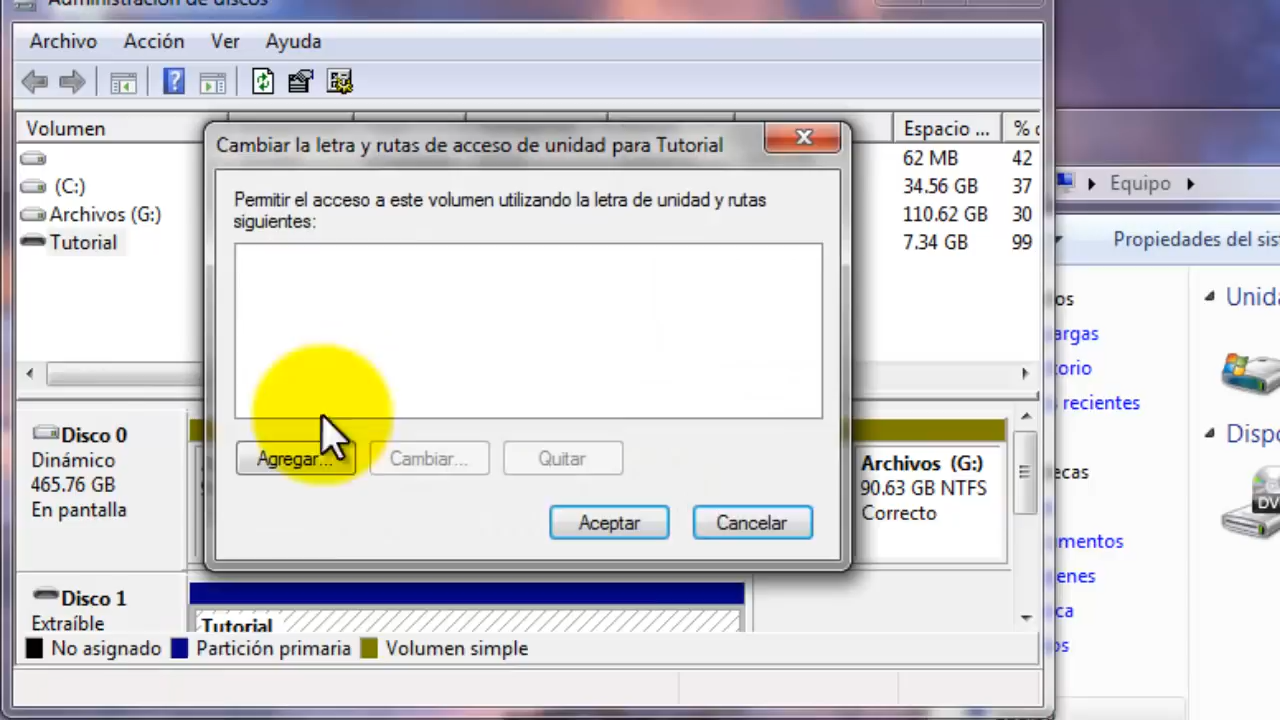 Administración de discos
Archivo Acción Ver Ayuda
Volumen
Espacio ... %
62 MB 42
(C:) 34.56 GB 37
Archivos (G:) 110.62 GB 30
Tutorial 7.34 GB 99
Cambiar la letra y rutas de acceso de unidad para Tutorial
Permitir el acceso a este volumen utilizando la letra de unidad y rutas
siguientes:
Agregar... Cambiar... Quitar
Aceptar Cancelar
Disco 0
Dinámico
465.76 GB
En pantalla
Archivos (G:)
90.63 GB NTFS
Correcto
Disco 1
Extraíble
Tutorial
No asignado Partición primaria Volumen simple
Equipo
Propiedades del sis
os
argas
torio
recientes
ecas
mentos
enes
ca
os
Unida
Dispo
DV